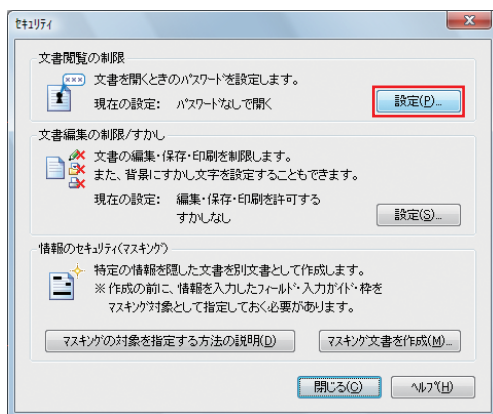 セキュリティ
文書閲覧の制限
文書を開くときのパスワードを設定します。
現在の設定: パスワードなしで開く
設定(P)...
文書編集の制限/すかし
文書の編集・保存・印刷を制限します。
また、背景にすかし文字を設定することもできます。
現在の設定: 編集・保存・印刷を許可する
すかしなし
設定(S)...
情報のセキュリティ(マスキング)
特定の情報を隠した文書を別文書として作成します。
※作成の前に、情報を入力したフィールド・入力ガイド・枠を
マスキング対象として指定しておく必要があります。
マスキングの対象を指定する方法の説明(D)
マスキング文書を作成(M)...
閉じる(C)
ヘルプ(H)